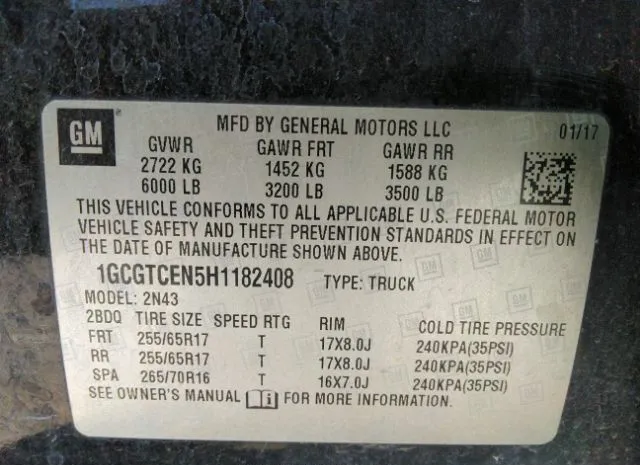 GM
MFD BY GENERAL MOTORS LLC 01/17
GVWR GAWR FRT GAWR RR
2722 KG 1452 KG 1588 KG
6000 LB 3200 LB 3500 LB
THIS VEHICLE CONFORMS TO ALL APPLICABLE U.S. FEDERAL MOTOR
VEHICLE SAFETY AND THEFT PREVENTION STANDARDS IN EFFECT ON
THE DATE OF MANUFACTURE SHOWN ABOVE.
1GCGTCEN5H1182408 TYPE: TRUCK
MODEL: 2N43
2BDQ TIRE SIZE SPEED RTG RIM COLD TIRE PRESSURE
FRT 255/65R17 T 17X8.0J 240KPA(35PSI)
RR 255/65R17 T 17X8.0J 240KPA(35PSI)
SPA 265/70R16 T 16X7.0J 240KPA(35PSI)
SEE OWNER'S MANUAL i FOR MORE INFORMATION.